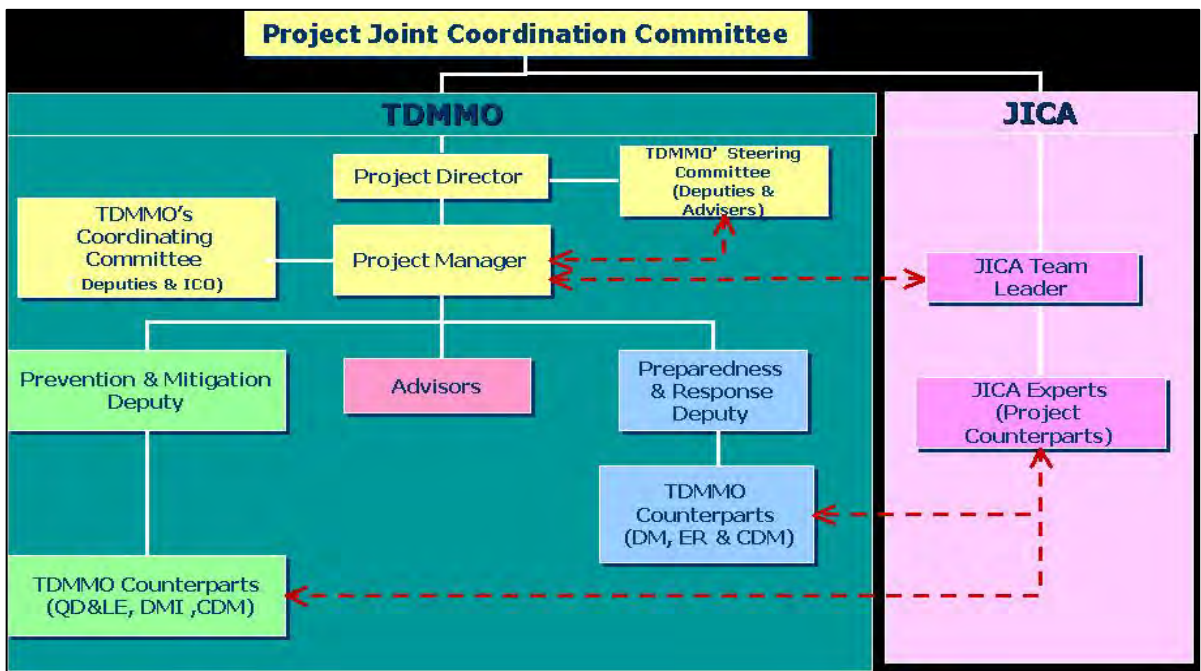 Project Joint Coordination Committee
TDMMO
JICA
Project Director
TDMMO' Steering
Committee
(Deputies &
Advisers)
TDMMO's
Coordinating
Committee
( Deputies & ICO)
Project Manager
JICA Team
Leader
Prevention & Mitigation
Deputy
Advisors
Preparedness
& Response
Deputy
JICA Experts
(Project
Counterparts)
TDMMO
Counterparts
(DM, ER & CDM)
TDMMO Counterparts
(QD&LE, DMI ,CDM)